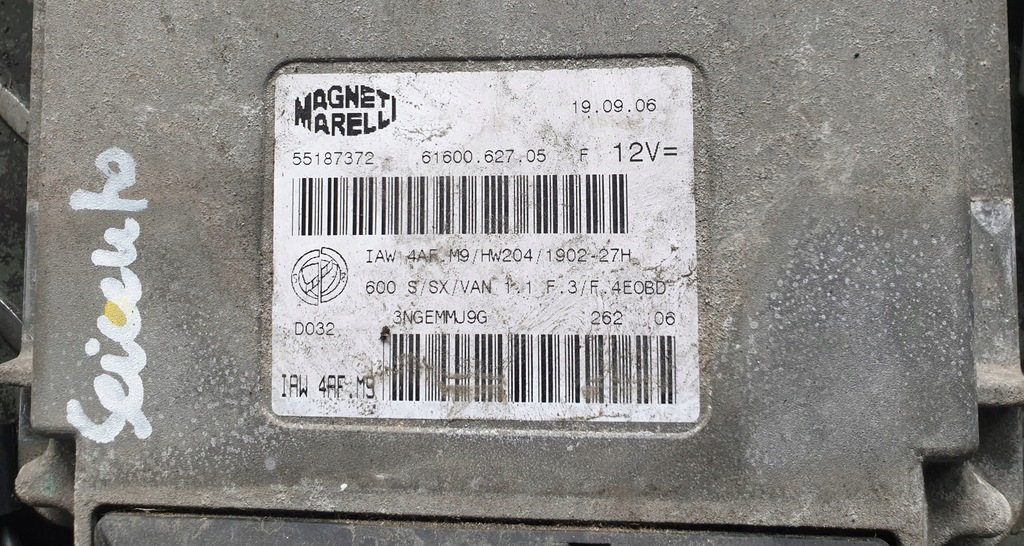 MAGNETI
MARELLI
19.09.06
55187372 61600.627.05 F 12V=
IAW 4AF.M9/HW204/1902-27H
600 S/SX/VAN 1.1 F.3/F.4EOBD
D032 3NGEMMJ9G 262 06
IAW 4AF.M9
Seicento